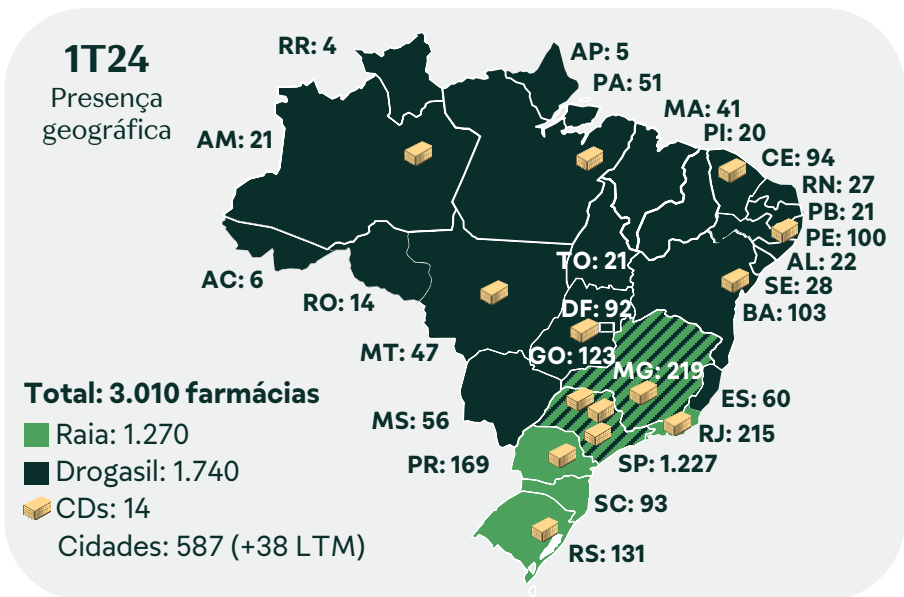 1T24
Presença
geográfica
RR: 4
AP: 5
PA: 51
MA: 41
PI: 20
AM: 21
CE: 94
RN: 27
PB: 21
PE: 100
AL: 22
TO: 21
AC: 6
SE: 28
RO: 14
DF: 92
BA: 103
MT: 47
GO: 123
MG: 219
ES: 60
MS: 56
RJ: 215
PR: 169
SP: 1.227
SC: 93
RS: 131
Total: 3.010 farmácias
Raia: 1.270
Drogasil: 1.740
CDs: 14
Cidades: 587 (+38 LTM)